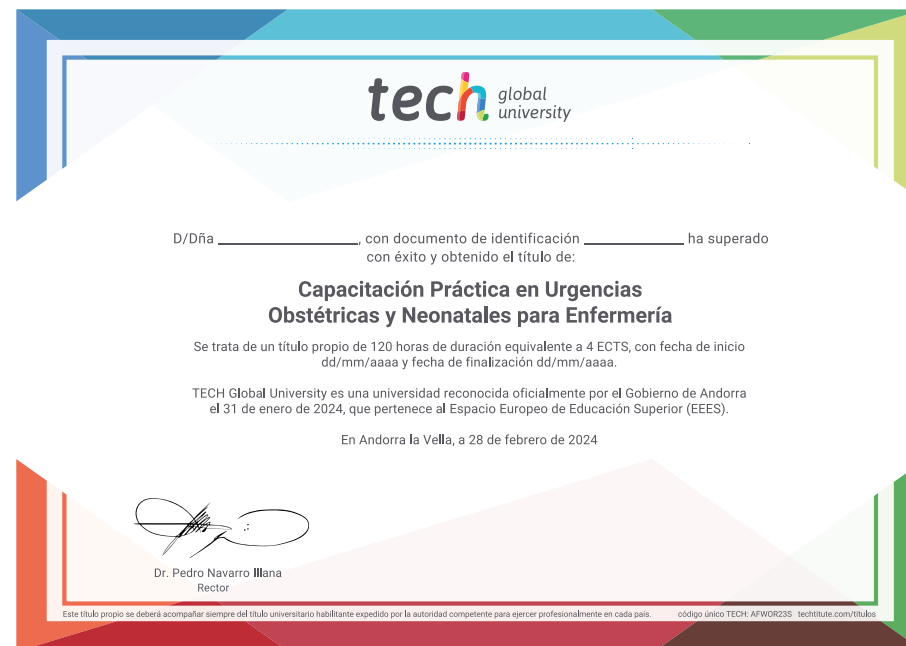 tech global university
D/Dña ________________, con documento de identificación ____________ ha superado
con éxito y obtenido el título de:
Capacitación Práctica en Urgencias
Obstétricas y Neonatales para Enfermería
Se trata de un título propio de 120 horas de duración equivalente a 4 ECTS, con fecha de inicio
dd/mm/aaaa y fecha de finalización dd/mm/aaaa.
TECH Global University es una universidad reconocida oficialmente por el Gobierno de Andorra
el 31 de enero de 2024, que pertenece al Espacio Europeo de Educación Superior (EEES).
En Andorra la Vella, a 28 de febrero de 2024
Dr. Pedro Navarro Illana
Rector
Este título propio se deberá acompañar siempre del título universitario habilitante expedido por la autoridad competente para ejercer profesionalmente en cada país. código único TECH: AFWOR23S techtitute.com/titulos